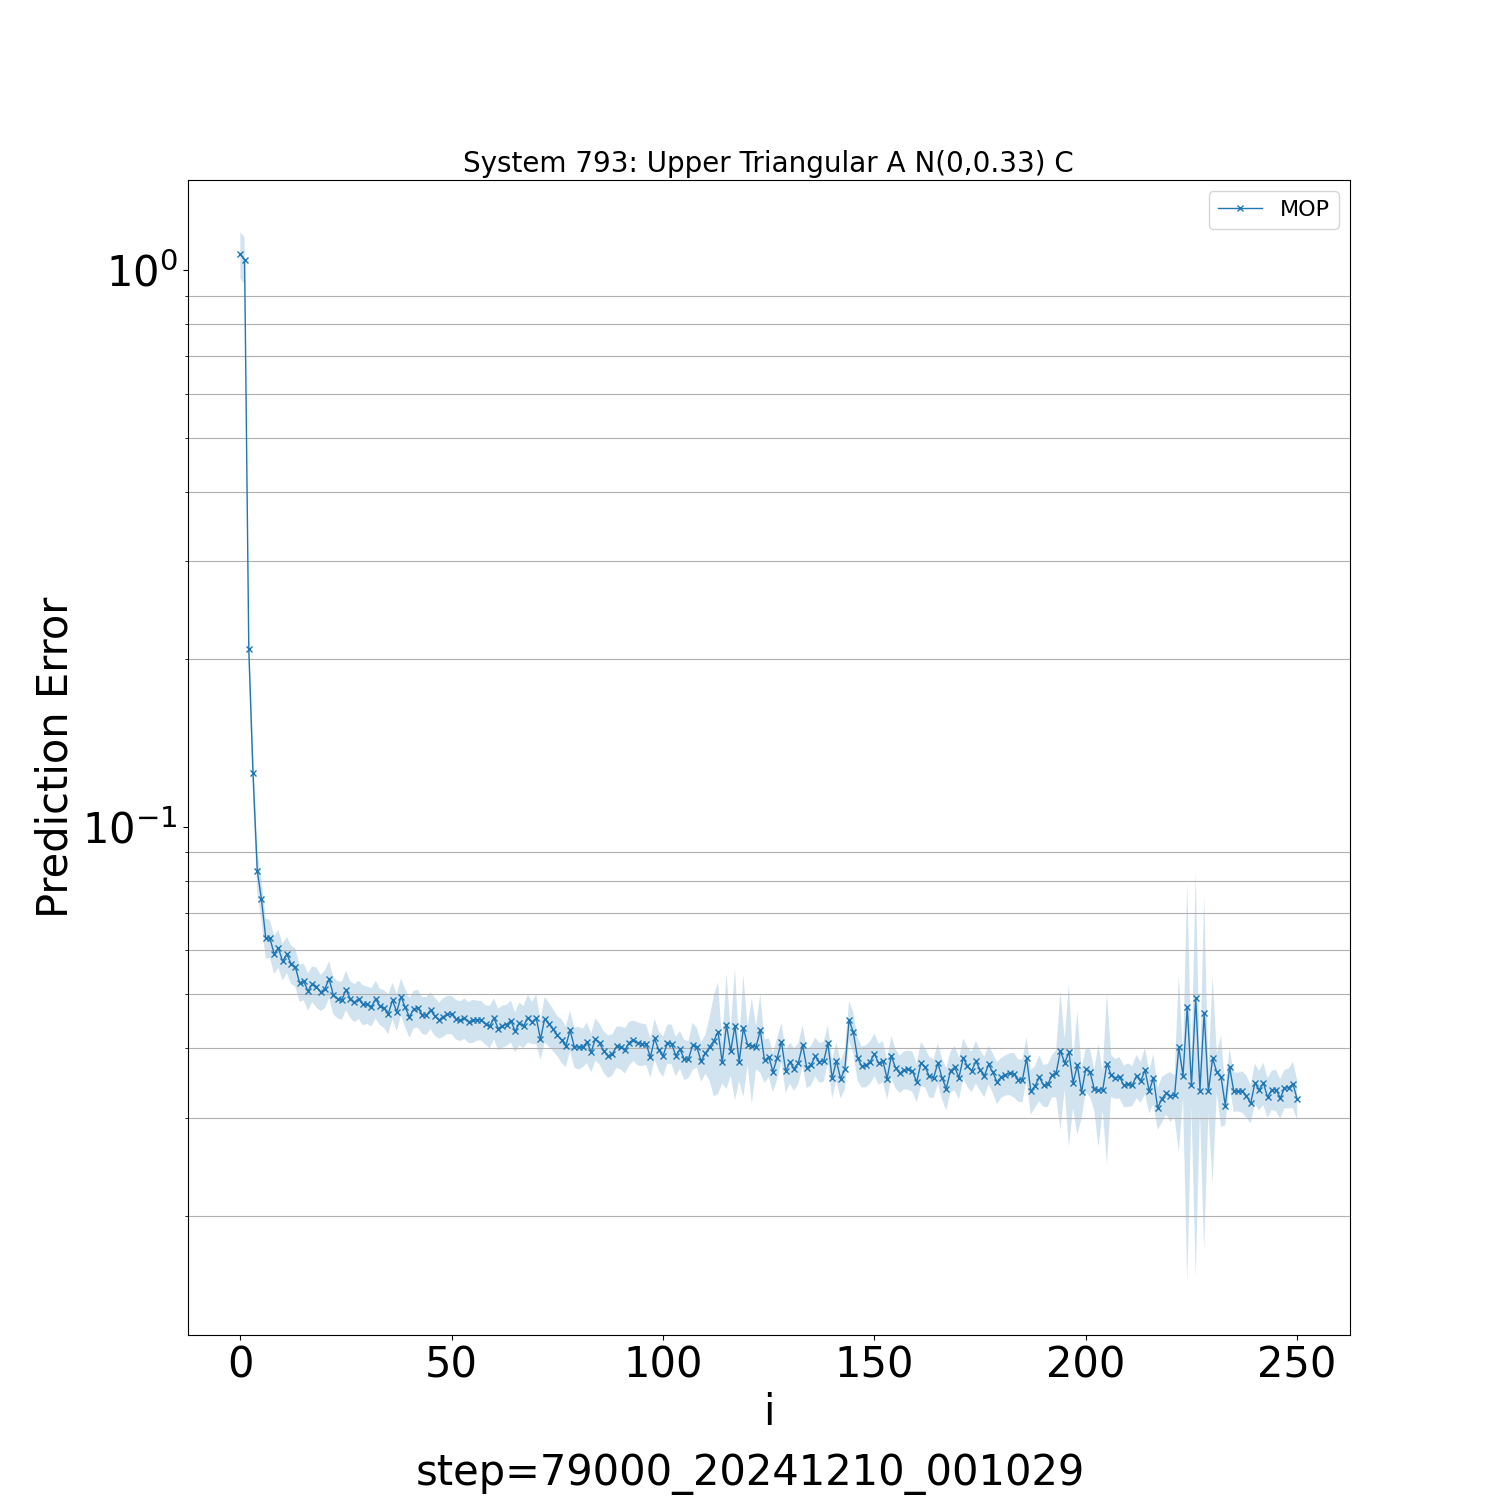 System 793: Upper Triangular A N(0,0.33) C
MOP
10⁰
10⁻¹
Prediction Error
0 50 100 150 200 250
i
step=79000_20241210_001029